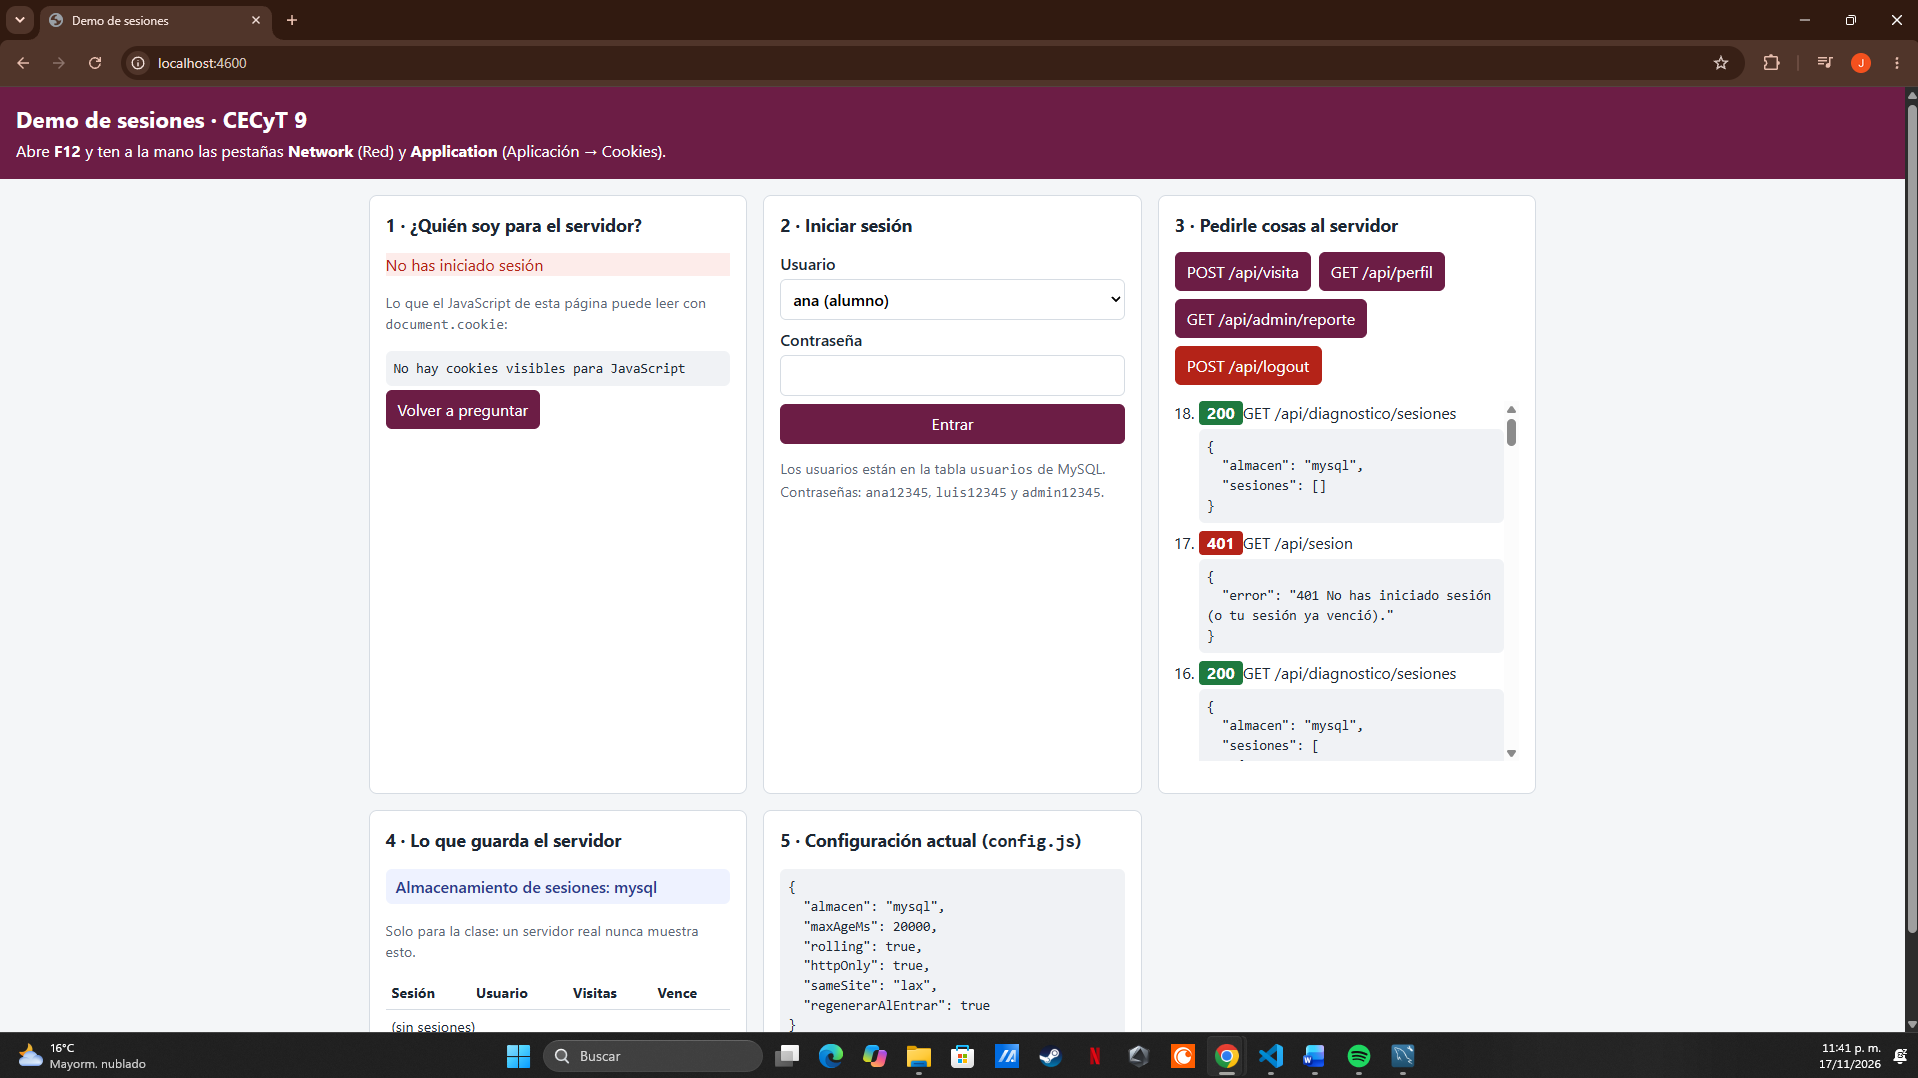 Demo de sesiones
localhost:4600
J
Demo de sesiones · CECyT 9
Abre F12 y ten a la mano las pestañas Network (Red) y Application (Aplicación → Cookies).
1 · ¿Quién soy para el servidor?
No has iniciado sesión
Lo que el JavaScript de esta página puede leer con
document.cookie:
No hay cookies visibles para JavaScript
Volver a preguntar
2 · Iniciar sesión
Usuario
ana (alumno)
Contraseña
Entrar
Los usuarios están en la tabla usuarios de MySQL.
Contraseñas: ana12345, luis12345 y admin12345.
3 · Pedirle cosas al servidor
POST /api/visita
GET /api/perfil
GET /api/admin/reporte
POST /api/logout
18. 200 GET /api/diagnostico/sesiones
{
"almacen": "mysql",
"sesiones": []
}
17. 401 GET /api/sesion
{
"error": "401 No has iniciado sesión
(o tu sesión ya venció)."
}
16. 200 GET /api/diagnostico/sesiones
{
"almacen": "mysql",
"sesiones": [
4 · Lo que guarda el servidor
Almacenamiento de sesiones: mysql
Solo para la clase: un servidor real nunca muestra
esto.
Sesión Usuario Visitas Vence
(sin sesiones)
5 · Configuración actual (config.js)
{
"almacen": "mysql",
"maxAgeMs": 20000,
"rolling": true,
"httpOnly": true,
"sameSite": "lax",
"regenerarAlEntrar": true
}
16°C
Mayorm. nublado
Buscar
11:41 p. m.
17/11/2026